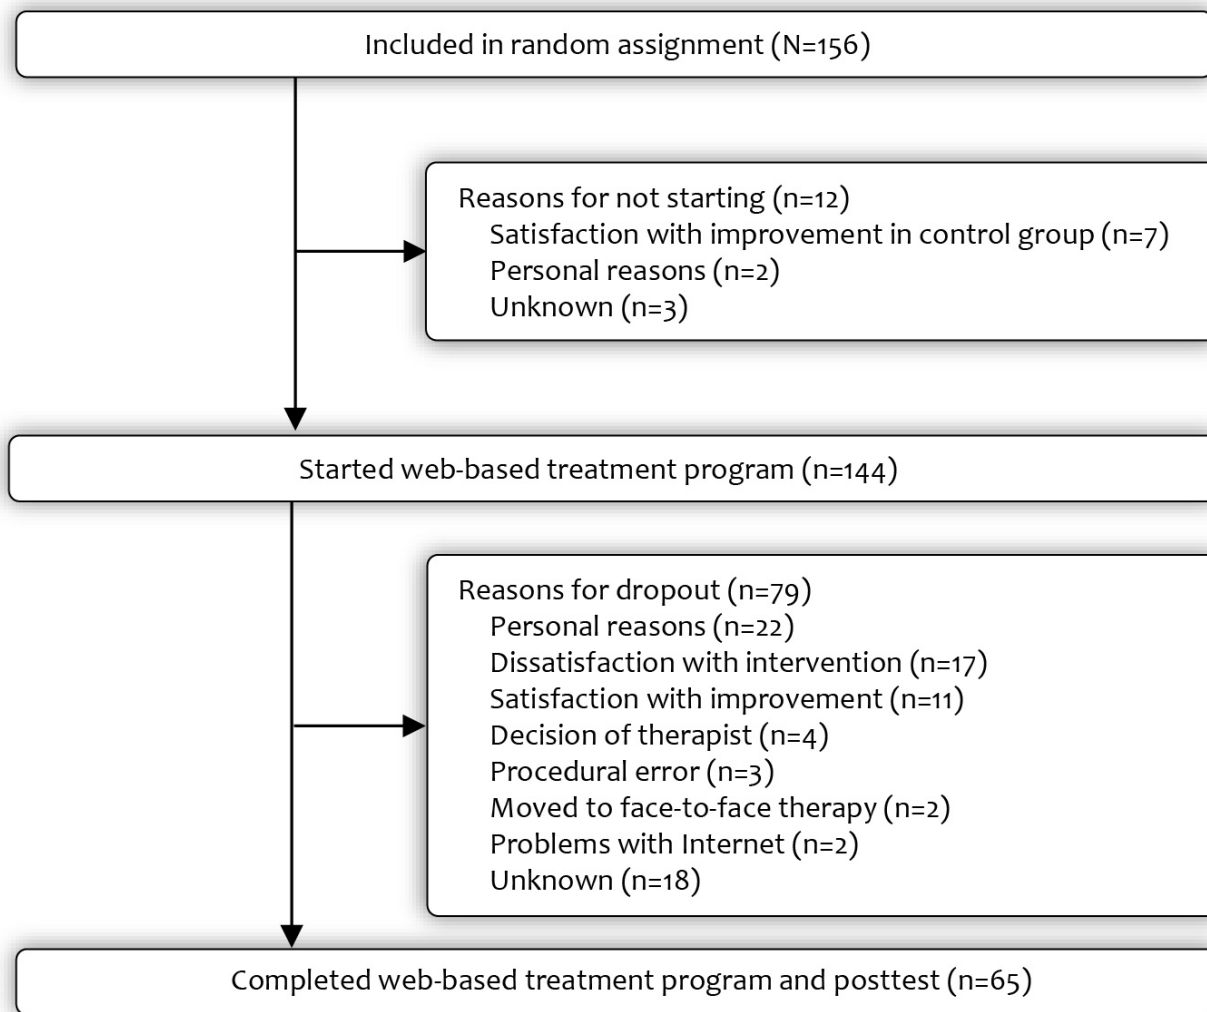 Included in random assignment (N=156)
Reasons for not starting (n=12)
Satisfaction with improvement in control group (n=7)
Personal reasons (n=2)
Unknown (n=3)
Started web-based treatment program (n=144)
Reasons for dropout (n=79)
Personal reasons (n=22)
Dissatisfaction with intervention (n=17)
Satisfaction with improvement (n=11)
Decision of therapist (n=4)
Procedural error (n=3)
Moved to face-to-face therapy (n=2)
Problems with Internet (n=2)
Unknown (n=18)
Completed web-based treatment program and posttest (n=65)